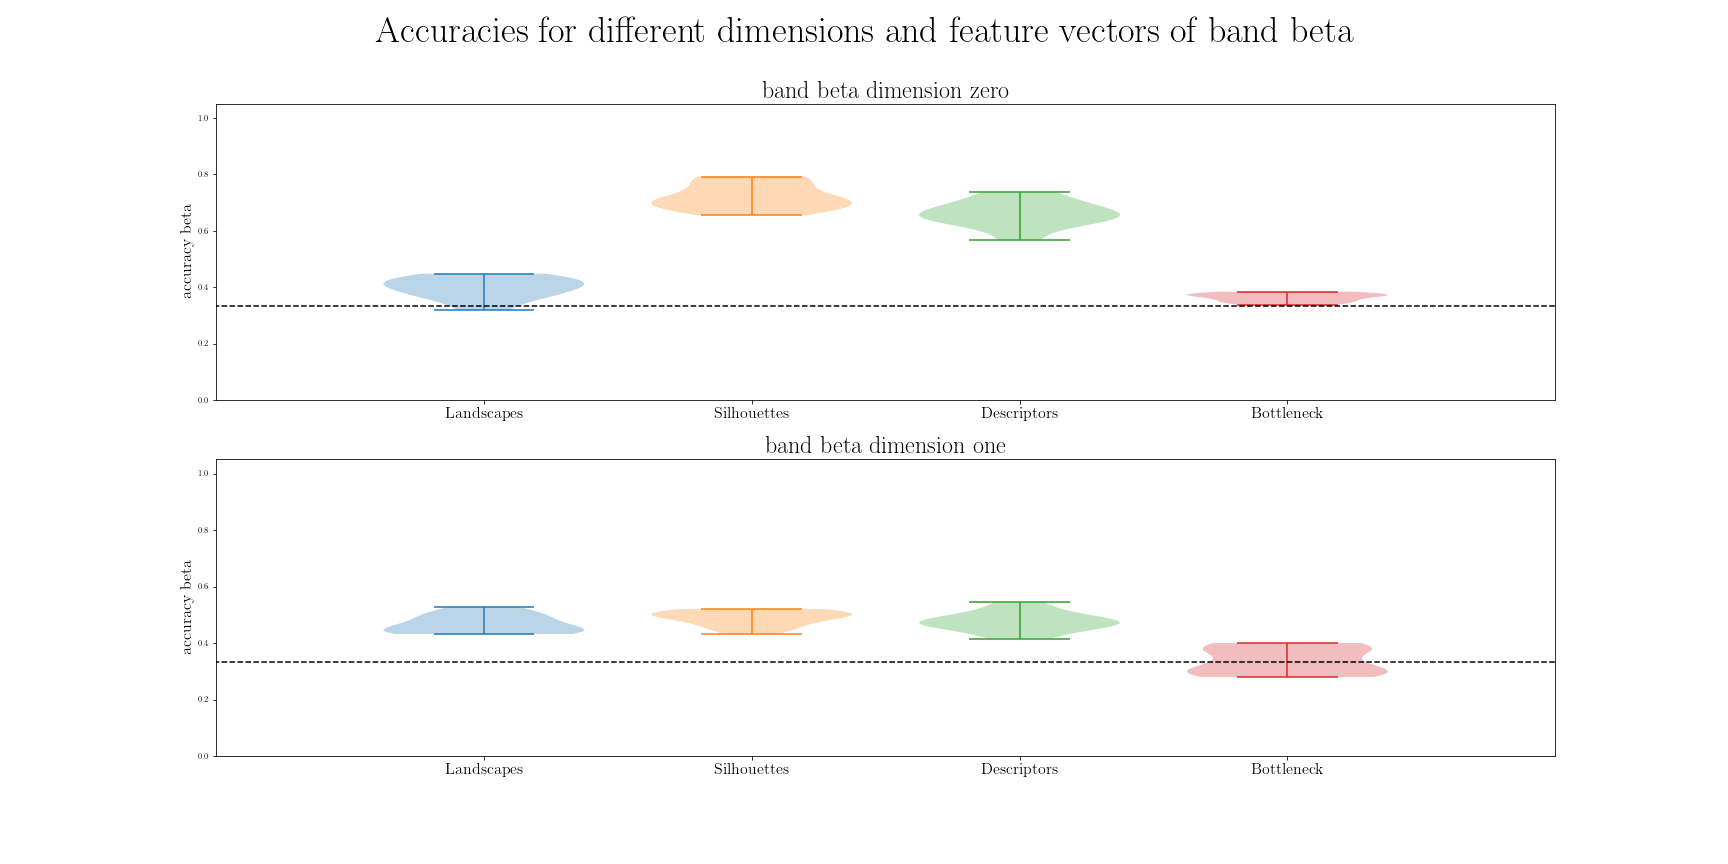 Accuracies for different dimensions and feature vectors of band beta
band beta dimension zero
accuracy beta
1.0
0.8
0.6
0.4
0.2
0.0
Landscapes Silhouettes Descriptors Bottleneck
band beta dimension one
accuracy beta
1.0
0.8
0.6
0.4
0.2
0.0
Landscapes Silhouettes Descriptors Bottleneck